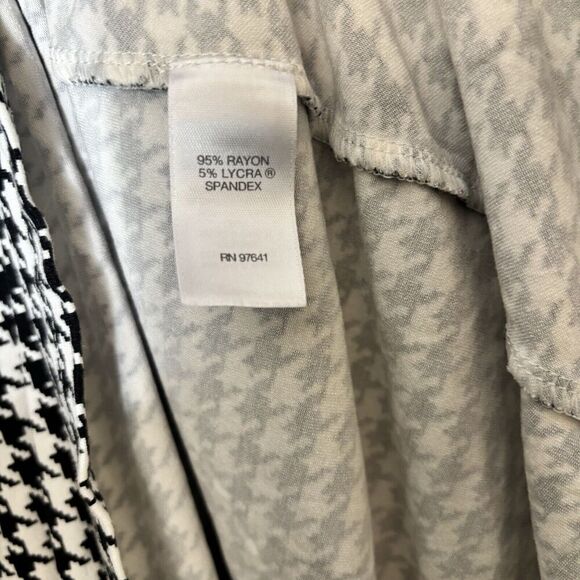 95% RAYON
5% LYCRA ®
SPANDEX
RN 97641